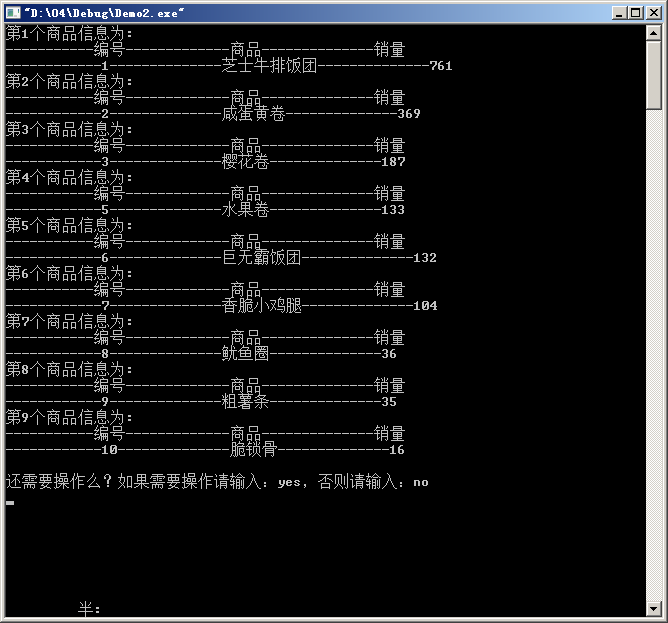 "D:\04\Debug\Demo2.exe"
第1个商品信息为:
-----------编号-------------商品--------------销量
------------1--------------芝士牛排饭团--------------761
第2个商品信息为:
-----------编号-------------商品--------------销量
------------2--------------咸蛋黄卷--------------369
第3个商品信息为:
-----------编号-------------商品--------------销量
------------3--------------樱花卷--------------187
第4个商品信息为:
-----------编号-------------商品--------------销量
------------5--------------水果卷--------------133
第5个商品信息为:
-----------编号-------------商品--------------销量
------------6--------------巨无霸饭团--------------132
第6个商品信息为:
-----------编号-------------商品--------------销量
------------7--------------香脆小鸡腿--------------104
第7个商品信息为:
-----------编号-------------商品--------------销量
------------8--------------鱿鱼圈--------------36
第8个商品信息为:
-----------编号-------------商品--------------销量
------------9--------------粗薯条--------------35
第9个商品信息为:
-----------编号-------------商品--------------销量
------------10--------------脆锁骨--------------16
还需要操作么？如果需要操作请输入：yes，否则请输入：no
半: